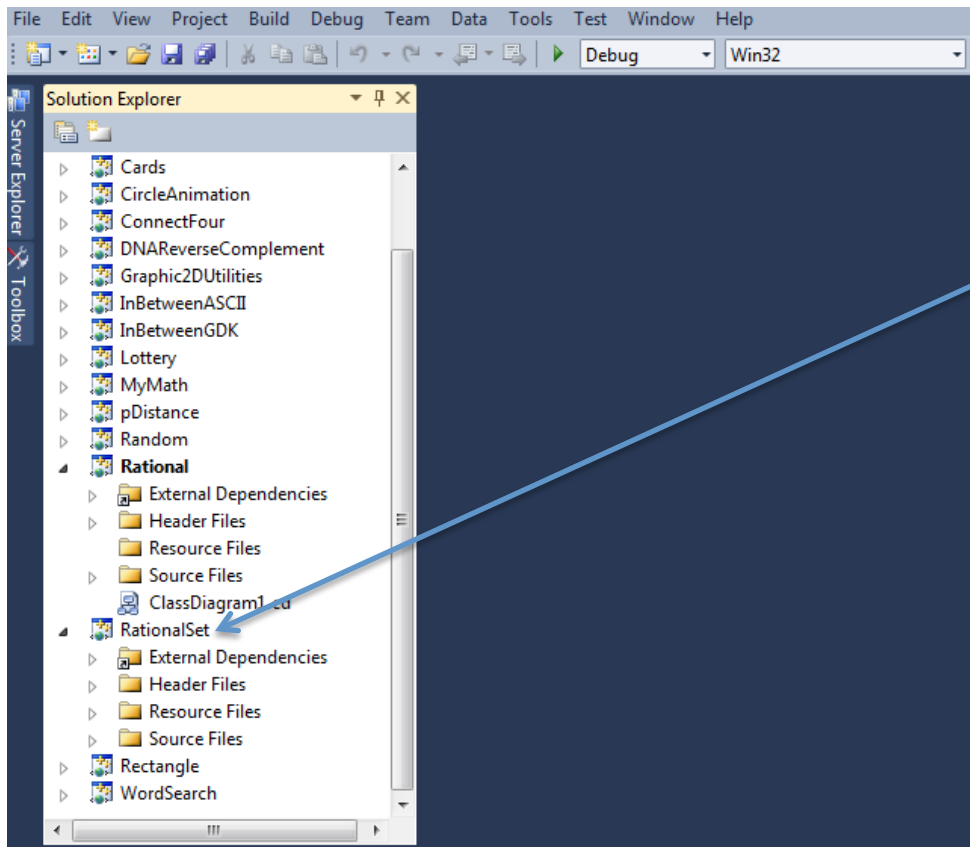 File Edit View Project Build Debug Team Data Tools Test Window Help
Debug Win32
Server Explorer
Toolbox
Solution Explorer
Cards
CircleAnimation
ConnectFour
DNAReverseComplement
Graphic2DUtilities
InBetweenASCII
InBetweenGDK
Lottery
MyMath
pDistance
Random
Rational
External Dependencies
Header Files
Resource Files
Source Files
ClassDiagram1.cd
RationalSet
External Dependencies
Header Files
Resource Files
Source Files
Rectangle
WordSearch